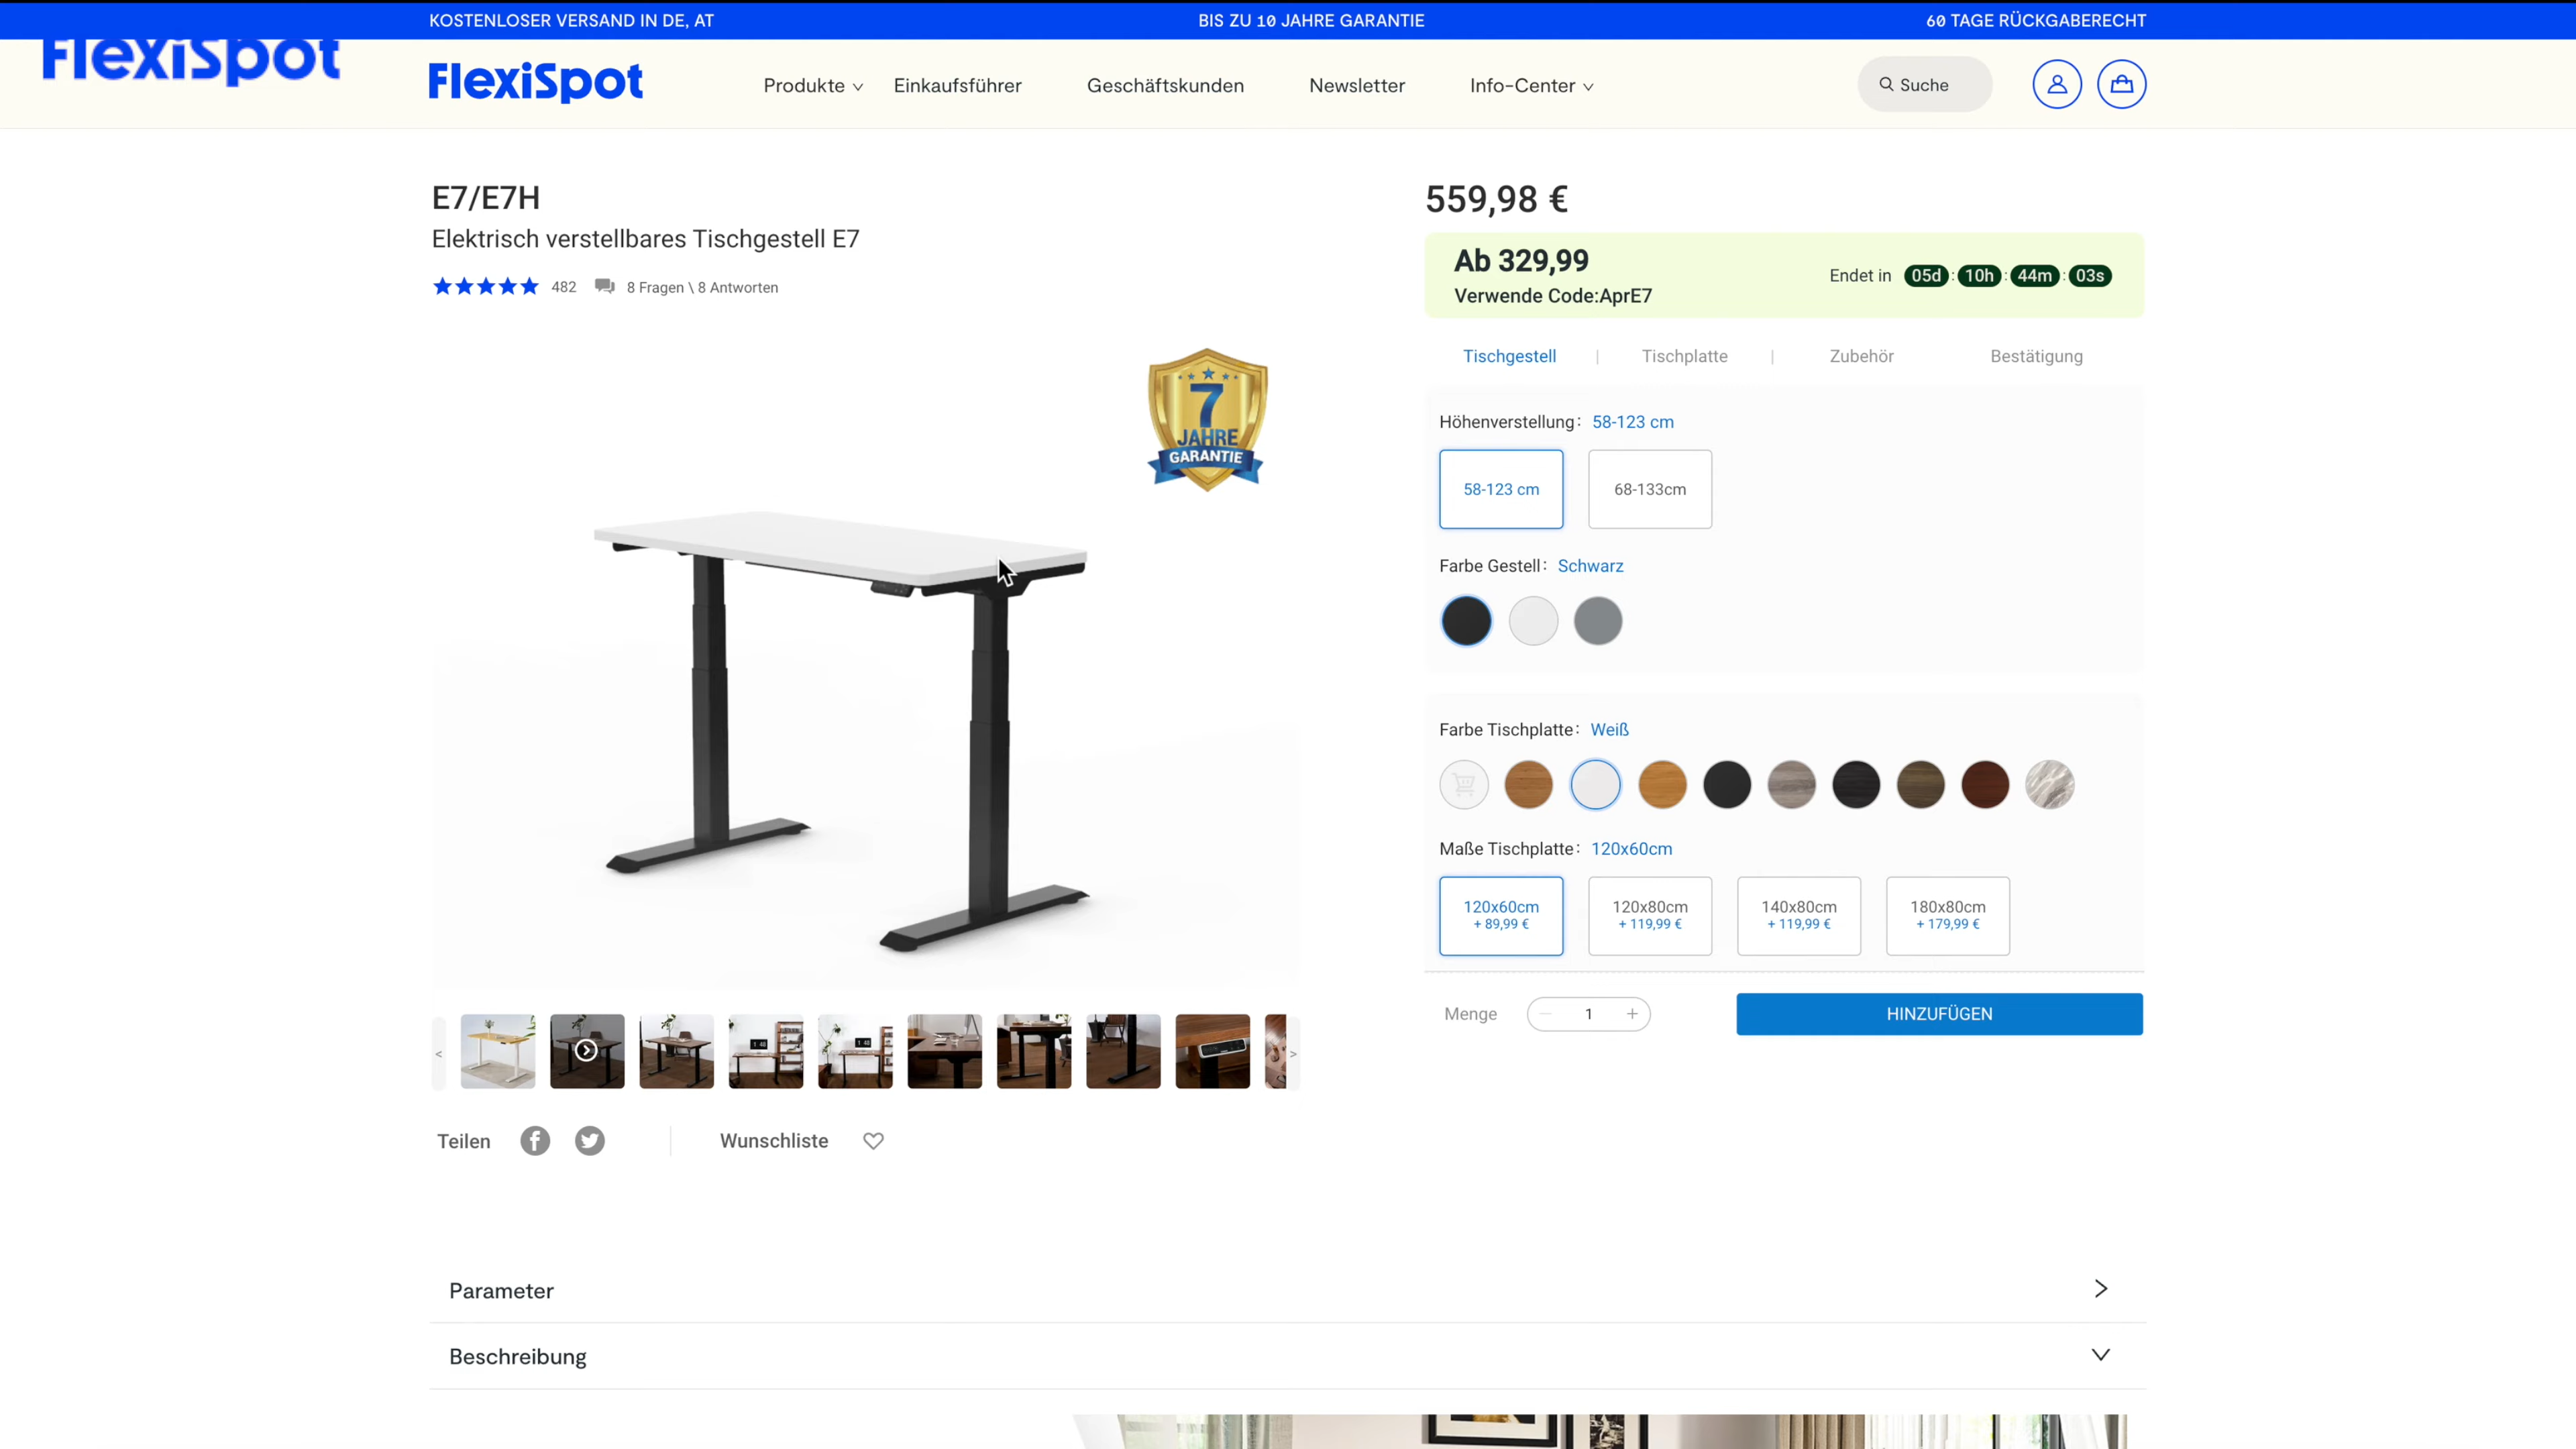 KOSTENLOSER VERSAND IN DE, AT
BIS ZU 10 JAHRE GARANTIE
60 TAGE RÜCKGABERECHT
FlexiSpot
FlexiSpot
Produkte
Einkaufsführer
Geschäftskunden
Newsletter
Info-Center
Suche
E7/E7H
Elektrisch verstellbares Tischgestell E7
482
8 Fragen \ 8 Antworten
7
JAHRE
GARANTIE
559,98 €
Ab 329,99
Verwende Code:AprE7
Endet in 05d : 10h : 44m : 03s
Tischgestell | Tischplatte | Zubehör Bestätigung
Höhenverstellung: 58-123 cm
58-123 cm
68-133cm
Farbe Gestell: Schwarz
Farbe Tischplatte: Weiß
Maße Tischplatte: 120x60cm
120x60cm
+ 89,99 €
120x80cm
+ 119,99 €
140x80cm
+ 119,99 €
180x80cm
+ 179,99 €
Menge
− 1 +
HINZUFÜGEN
<
>
Teilen
Wunschliste
Parameter
Beschreibung